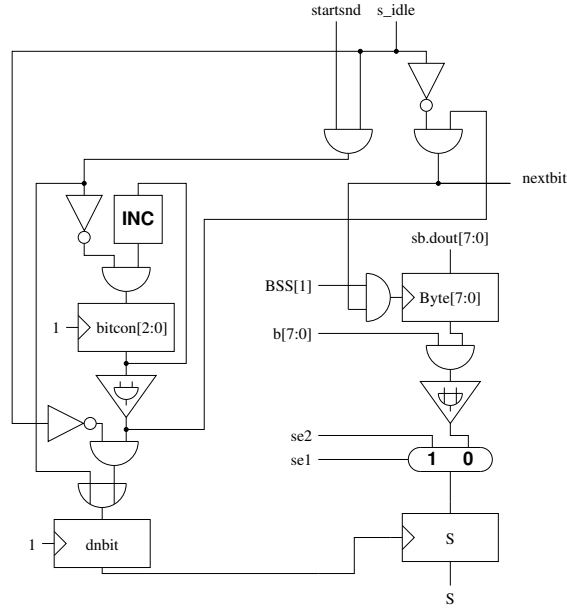 startsnd s_idle
nextbit
INC
sb.dout[7:0]
BSS[1]
Byte[7:0]
1 bitcon[2:0]
b[7:0]
se2
1 0
se1
1 dnbit
S
S